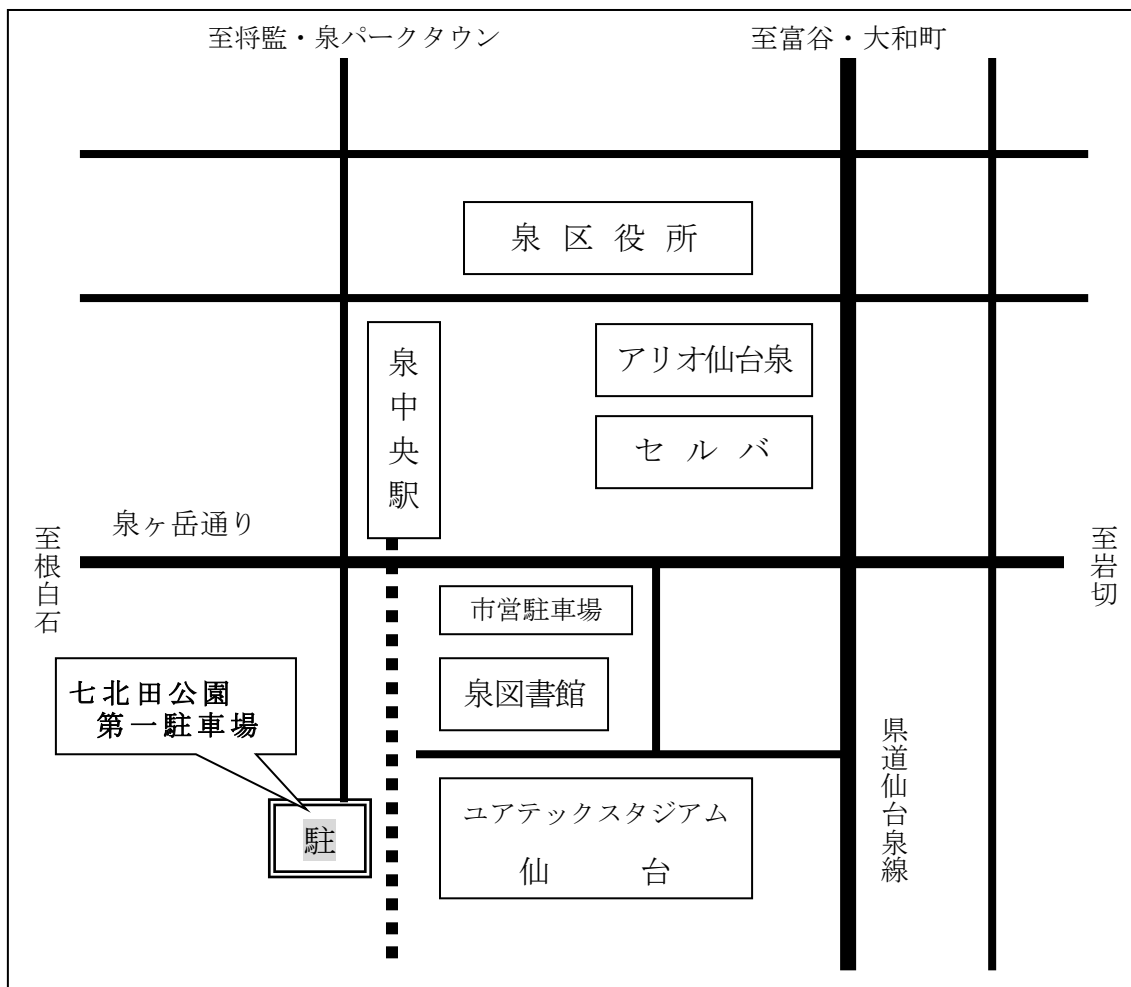 至将監・泉パークタウン
至富谷・大和町
泉区役所
アリオ仙台泉
泉中央駅
セルバ
泉ヶ岳通り
至根白石
至岩切
市営駐車場
泉図書館
七北田公園
第一駐車場
県道仙台泉線
ユアテックスタジアム
仙台
駐